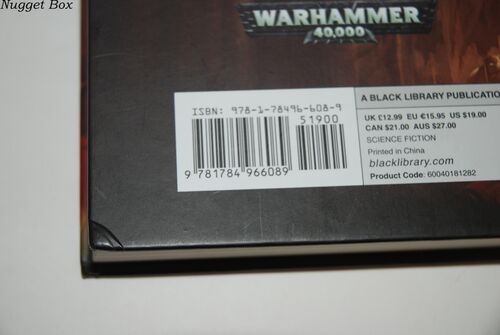 Nugget Box
WARHAMMER
40,000
ISBN: 978-1-78496-608-9
51900
9 781784 966089
A BLACK LIBRARY PUBLICATIO
UK £12.99 EU €15.95 US $19.00
CAN $21.00 AUS $27.00
SCIENCE FICTION
Printed in China
blacklibrary.com
Product Code: 60040181282